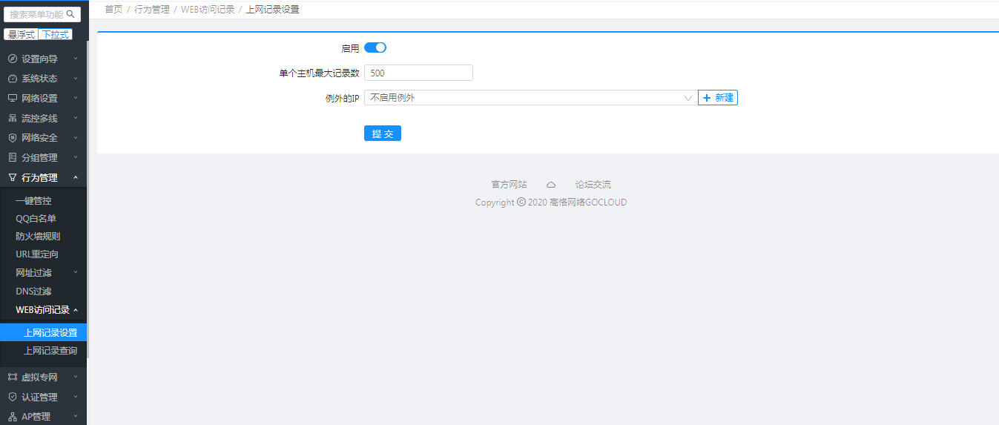 搜索菜单功能
悬浮式 下拉式
设置向导
系统状态
网络设置
流控多线
网络安全
分组管理
行为管理
一键管控
QQ白名单
防火墙规则
URL重定向
网址过滤
DNS过滤
WEB访问记录
上网记录设置
上网记录查询
虚拟专网
认证管理
AP管理
首页 / 行为管理 / WEB访问记录 / 上网记录设置
启用
单个主机最大记录数 500
例外的IP 不启用例外 + 新建
提 交
官方网站 论坛交流
Copyright © 2020 高恪网络GOCLOUD